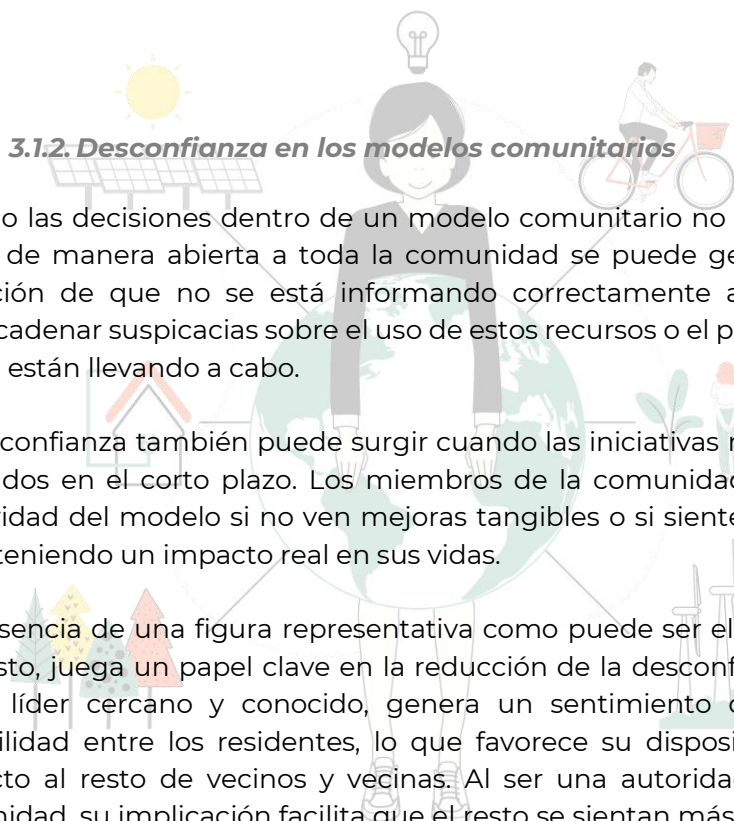 3.1.2. Desconfianza en los modelos comunitarios
o las decisiones dentro de un modelo comunitario no
de manera abierta a toda la comunidad se puede ge
ción de que no se está informando correctamente a
cadenar suspicacias sobre el uso de estos recursos o el p
están llevando a cabo.
confianza también puede surgir cuando las iniciativas
dos en el corto plazo. Los miembros de la comunidad
ridad del modelo si no ven mejoras tangibles o si siente
teniendo un impacto real en sus vidas.
sencia de una figura representativa como puede ser el
sto, juega un papel clave en la reducción de la desconf
líder cercano y conocido, genera un sentimiento
ilidad entre los residentes, lo que favorece su disposi
cto al resto de vecinos y vecinas. Al ser una autorida
nidad, su implicación facilita que el resto se sientan más